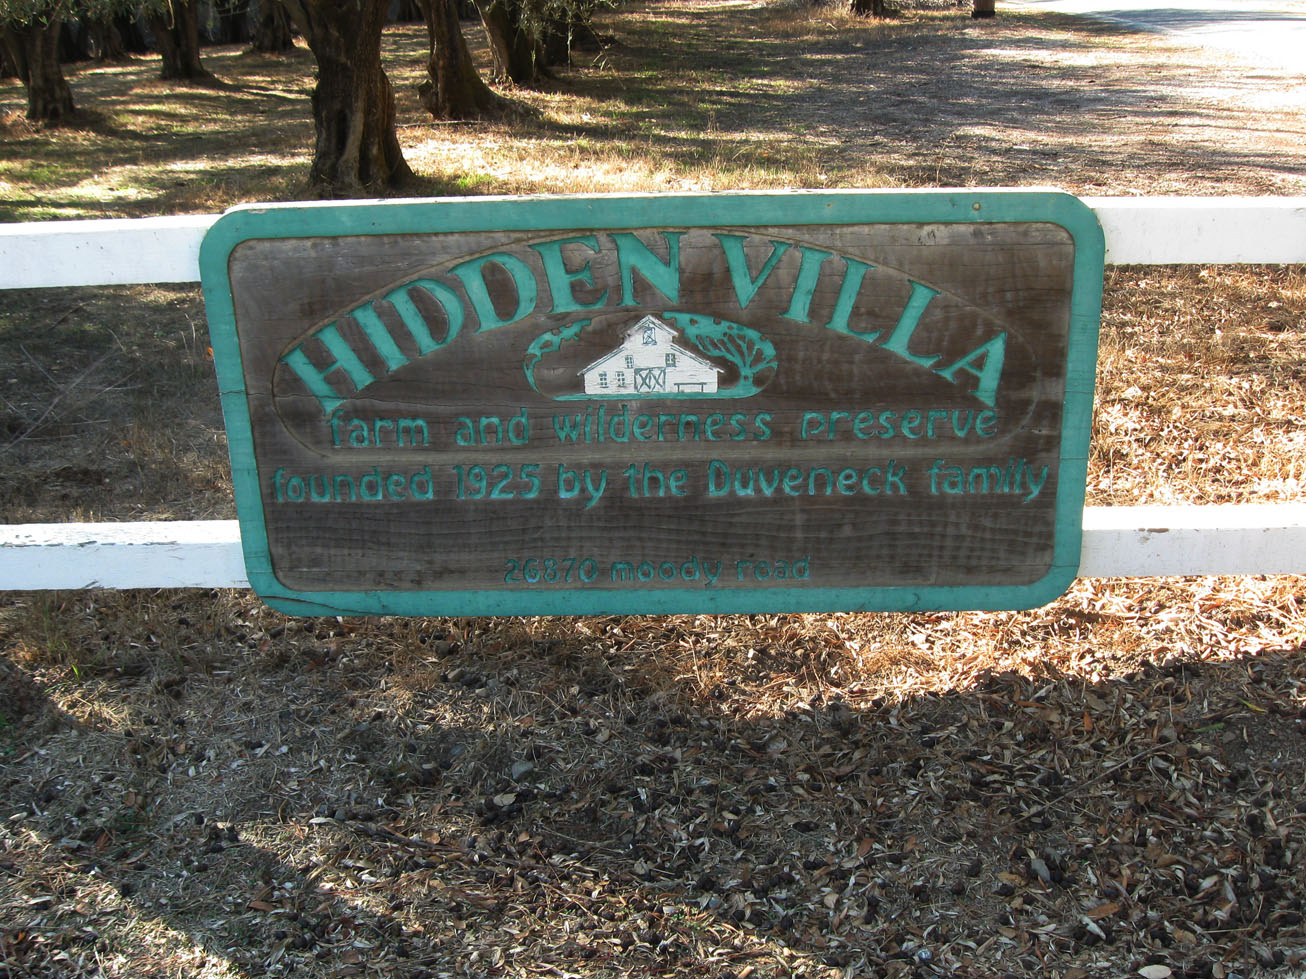 HIDDEN VILLA
farm and wilderness preserve
founded 1925 by the Duveneck family
26870 moody road